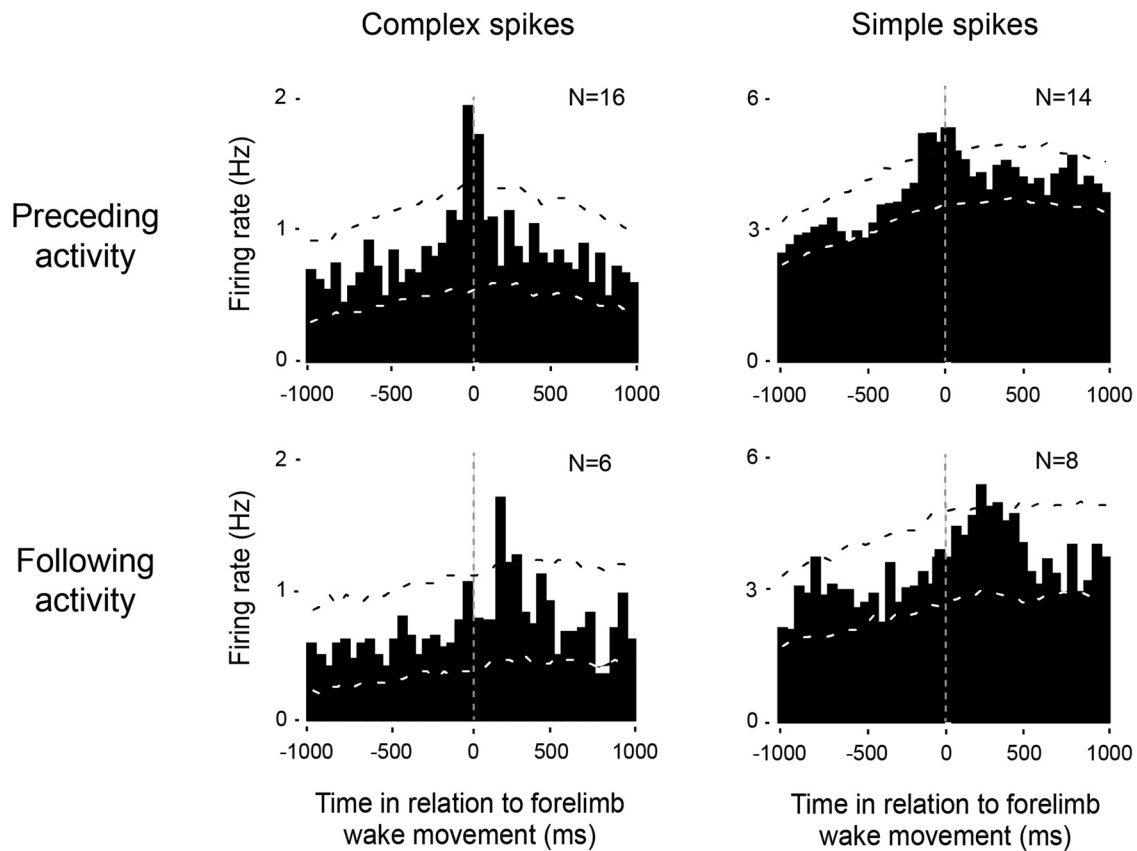 Complex spikes
Simple spikes
Preceding
activity
Firing rate (Hz)
2
1
0
N=16
-1000
-500
0
500
1000
6
3
0
N=14
-1000
-500
0
500
1000
Following
activity
Firing rate (Hz)
2
1
0
N=6
-1000
-500
0
500
1000
Time in relation to forelimb
wake movement (ms)
6
3
0
N=8
-1000
-500
0
500
1000
Time in relation to forelimb
wake movement (ms)